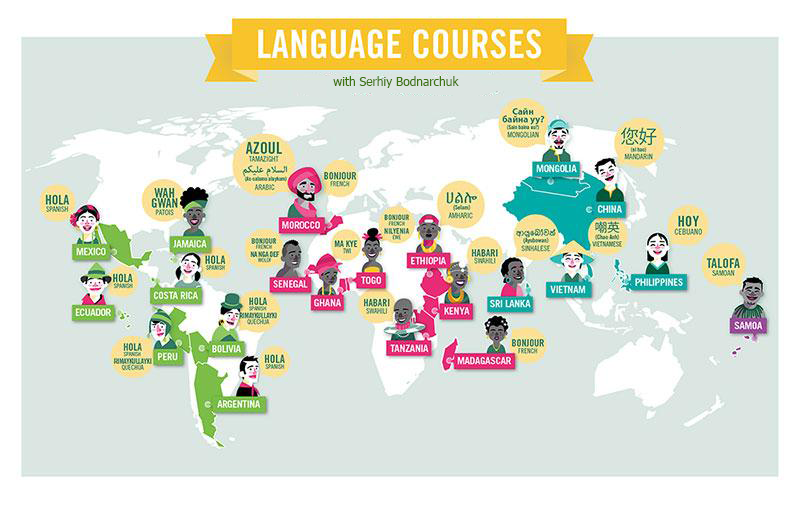 LANGUAGE COURSES
with Serhiy Bodnarchuk
Сайн
байна уу?
(Sain baina uu?)
MONGOLIAN
MONGOLIA
您好
(ni hao)
MANDARIN
CHINA
AZOUL
TAMAZIGHT
السلام عليكم
(As-salamu alaykum)
ARABIC
BONJOUR
FRENCH
MOROCCO
HOLA
SPANISH
MEXICO
WAH
GWAN
PATOIS
JAMAICA
HOLA
SPANISH
COSTA RICA
HOLA
SPANISH
ECUADOR
BONJOUR
FRENCH
NA NGA DEF
WOLOF
SENEGAL
GHANA
MA KYE
TWI
TOGO
BONJOUR
FRENCH
NILYENIA
EWE
ሀሎ
(Selam)
AMHARIC
ETHIOPIA
HABARI
SWAHILI
KENYA
HABARI
SWAHILI
TANZANIA
BONJOUR
FRENCH
MADAGASCAR
(Ayubowan)
SINHALESE
SRI LANKA
(Chao Anh)
VIETNAMESE
VIETNAM
HOY
CEBUANO
PHILIPPINES
TALOFA
SAMOAN
SAMOA
HOLA
SPANISH
RIMAYKULLAYKI
QUECHUA
BOLIVIA
HOLA
SPANISH
RIMAYKULLAYKI
QUECHUA
PERU
HOLA
SPANISH
ARGENTINA